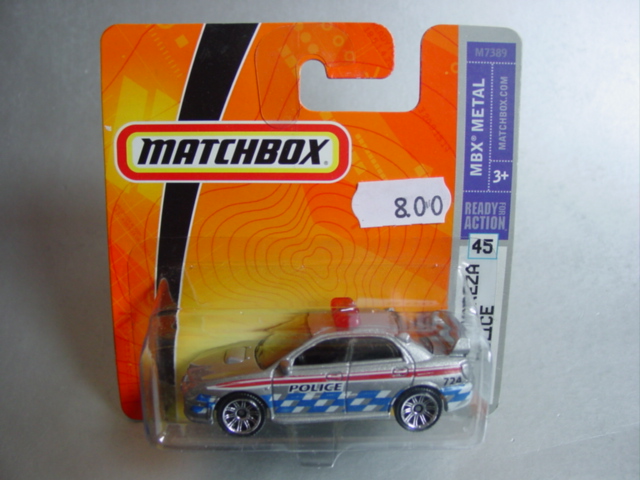 M7389
MATCHBOX®
MBX® METAL
MATCHBOX.COM
3+
8.00
READY FOR ACTION
45
POLICE
724